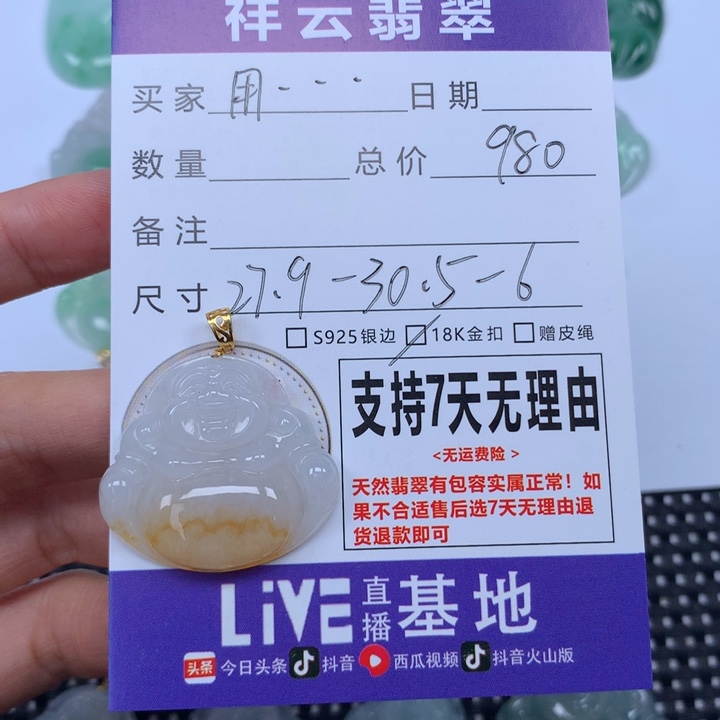 祥云翡翠
买家 用... 日期
数量 总价 980
备注
尺寸 27.9-30.5-6
S925银边 18K金扣 赠皮绳
支持7天无理由
<无运费险>
天然翡翠有包容实属正常！如
果不合适售后选7天无理由退
货退款即可
LiVE 直播 基地
头条 今日头条 抖音 西瓜视频 抖音火山版